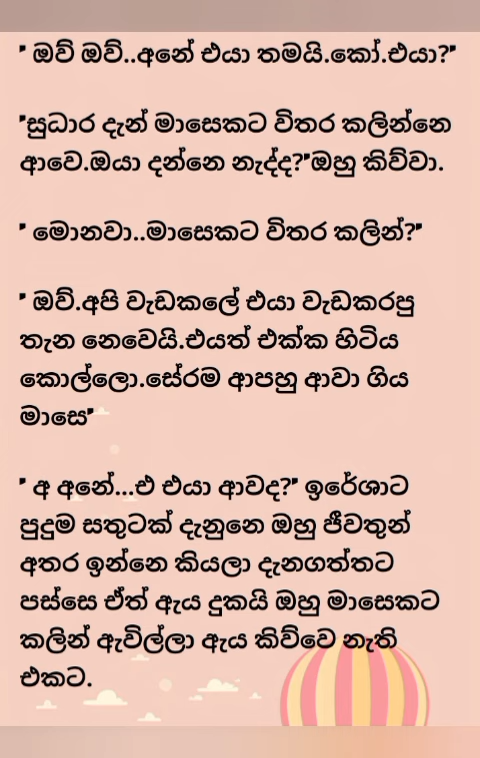 " ඔව් ඔව්..අනේ එයා තමයි.කෝ.එයා?"
"සුධාර දැන් මාසෙකට විතර කලින්නෙ
ආවෙ.ඔයා දන්නෙ නැද්ද?"ඔහු කිව්වා.
" මොනවා..මාසෙකට විතර කලින්?"
" ඔව්.අපි වැඩකලේ එයා වැඩකරපු
තැන නෙවෙයි.එයත් එක්ක හිටිය
කොල්ලො.සේරම ආපහු ආවා ගිය
මාසෙ"
" අ අනේ...එ එයා ආවද?" ඉරේශාට
පුදුම සතුටක් දැනුනෙ ඔහු ජීවතුන්
අතර ඉන්නෙ කියලා දැනගත්තට
පස්සෙ ඒත් ඇය දුකයි ඔහු මාසෙකට
කලින් ඇවිල්ලා ඇය කිව්වෙ නැති
එකට.